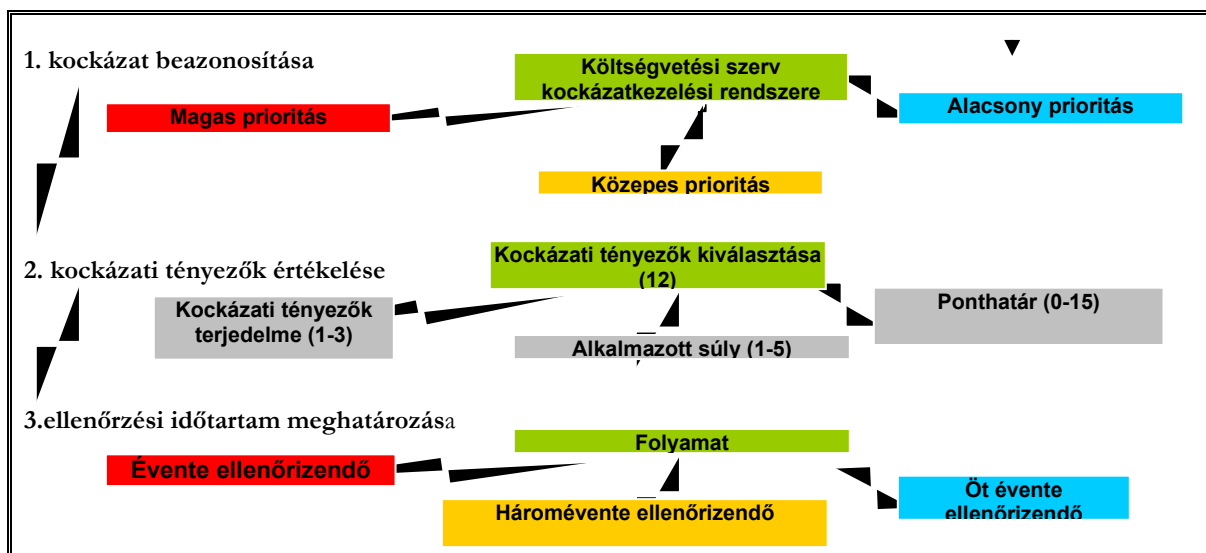 1. kockázat beazonosítása
Költségvetési szerv
kockázatkezelési rendszere
Magas prioritás
Alacsony prioritás
Közepes prioritás
2. kockázati tényezők értékelése
Kockázati tényezők kiválasztása
(12)
Kockázati tényezők
terjedelme (1-3)
Ponthatár (0-15)
Alkalmazott súly (1-5)
3.ellenőrzési időtartam meghatározása
Folyamat
Évente ellenőrizendő
Háromévente ellenőrizendő
Öt évente
ellenőrizendő